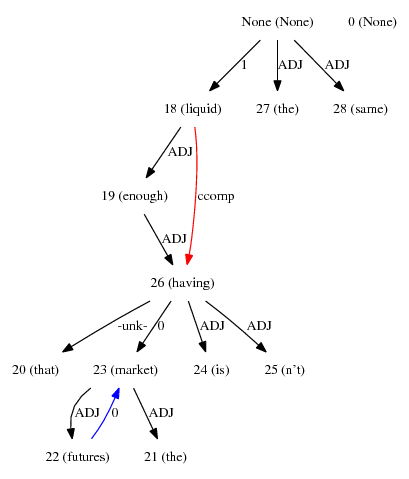 None (None) 0 (None)
1 ADJ ADJ
18 (liquid) 27 (the) 28 (same)
ADJ
19 (enough) ccomp
ADJ
26 (having)
-unk- 0 ADJ ADJ
20 (that) 23 (market) 24 (is) 25 (n't)
ADJ 0 ADJ
22 (futures) 21 (the)